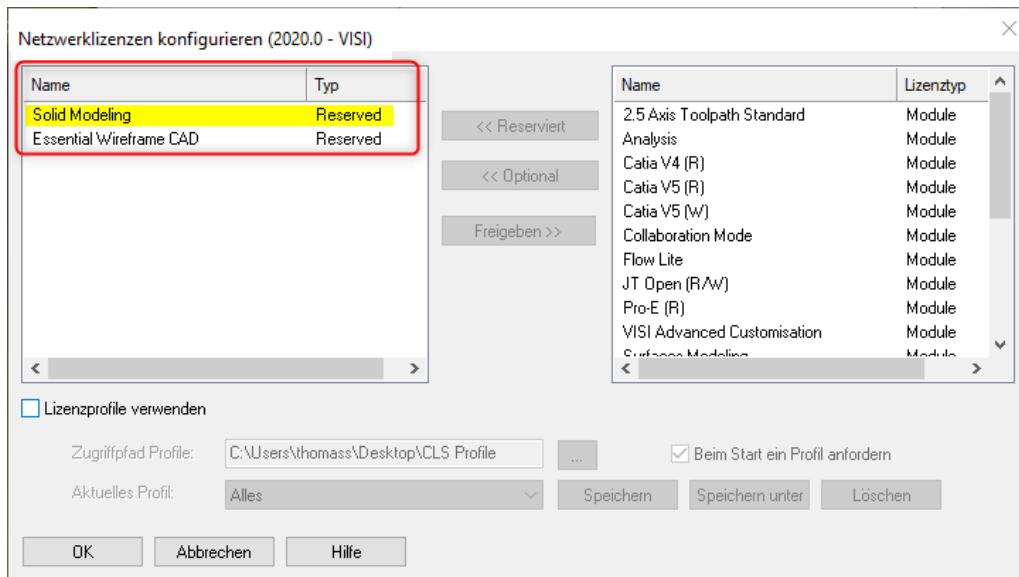 Netzwerklizenzen konfigurieren (2020.0 - VISI)
Name Typ
Solid Modeling Reserved
Essential Wireframe CAD Reserved
<< Reserviert
<< Optional
Freigeben >>
Name Lizenztyp
2.5 Axis Toolpath Standard Module
Analysis Module
Catia V4 (R) Module
Catia V5 (R) Module
Catia V5 (W) Module
Collaboration Mode Module
Flow Lite Module
JT Open (R/W) Module
Pro-E (R) Module
VISI Advanced Customisation Module
Surfaces Modeling Module
Lizenzprofile verwenden
Zugriffpfad Profile: C:\Users\thomass\Desktop\CLS Profile ... Beim Start ein Profil anfordern
Aktuelles Profil: Alles Speichern Speichern unter Löschen
OK Abbrechen Hilfe